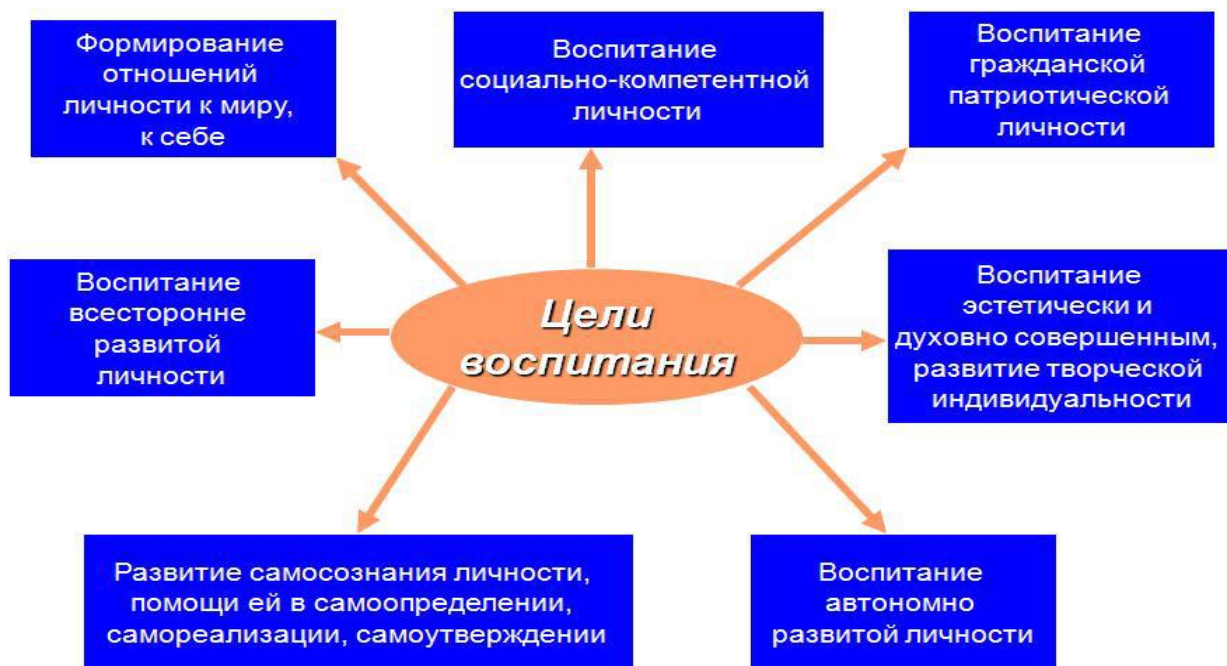 Формирование
отношений
личности к миру,
к себе
Воспитание
социально-компетентной
личности
Воспитание
гражданской
патриотической
личности
Воспитание
всесторонне
развитой
личности
Цели
воспитания
Воспитание
эстетически и
духовно совершенным,
развитие творческой
индивидуальности
Развитие самосознания личности,
помощи ей в самоопределении,
самореализации, самоутверждении
Воспитание
автономно
развитой личности